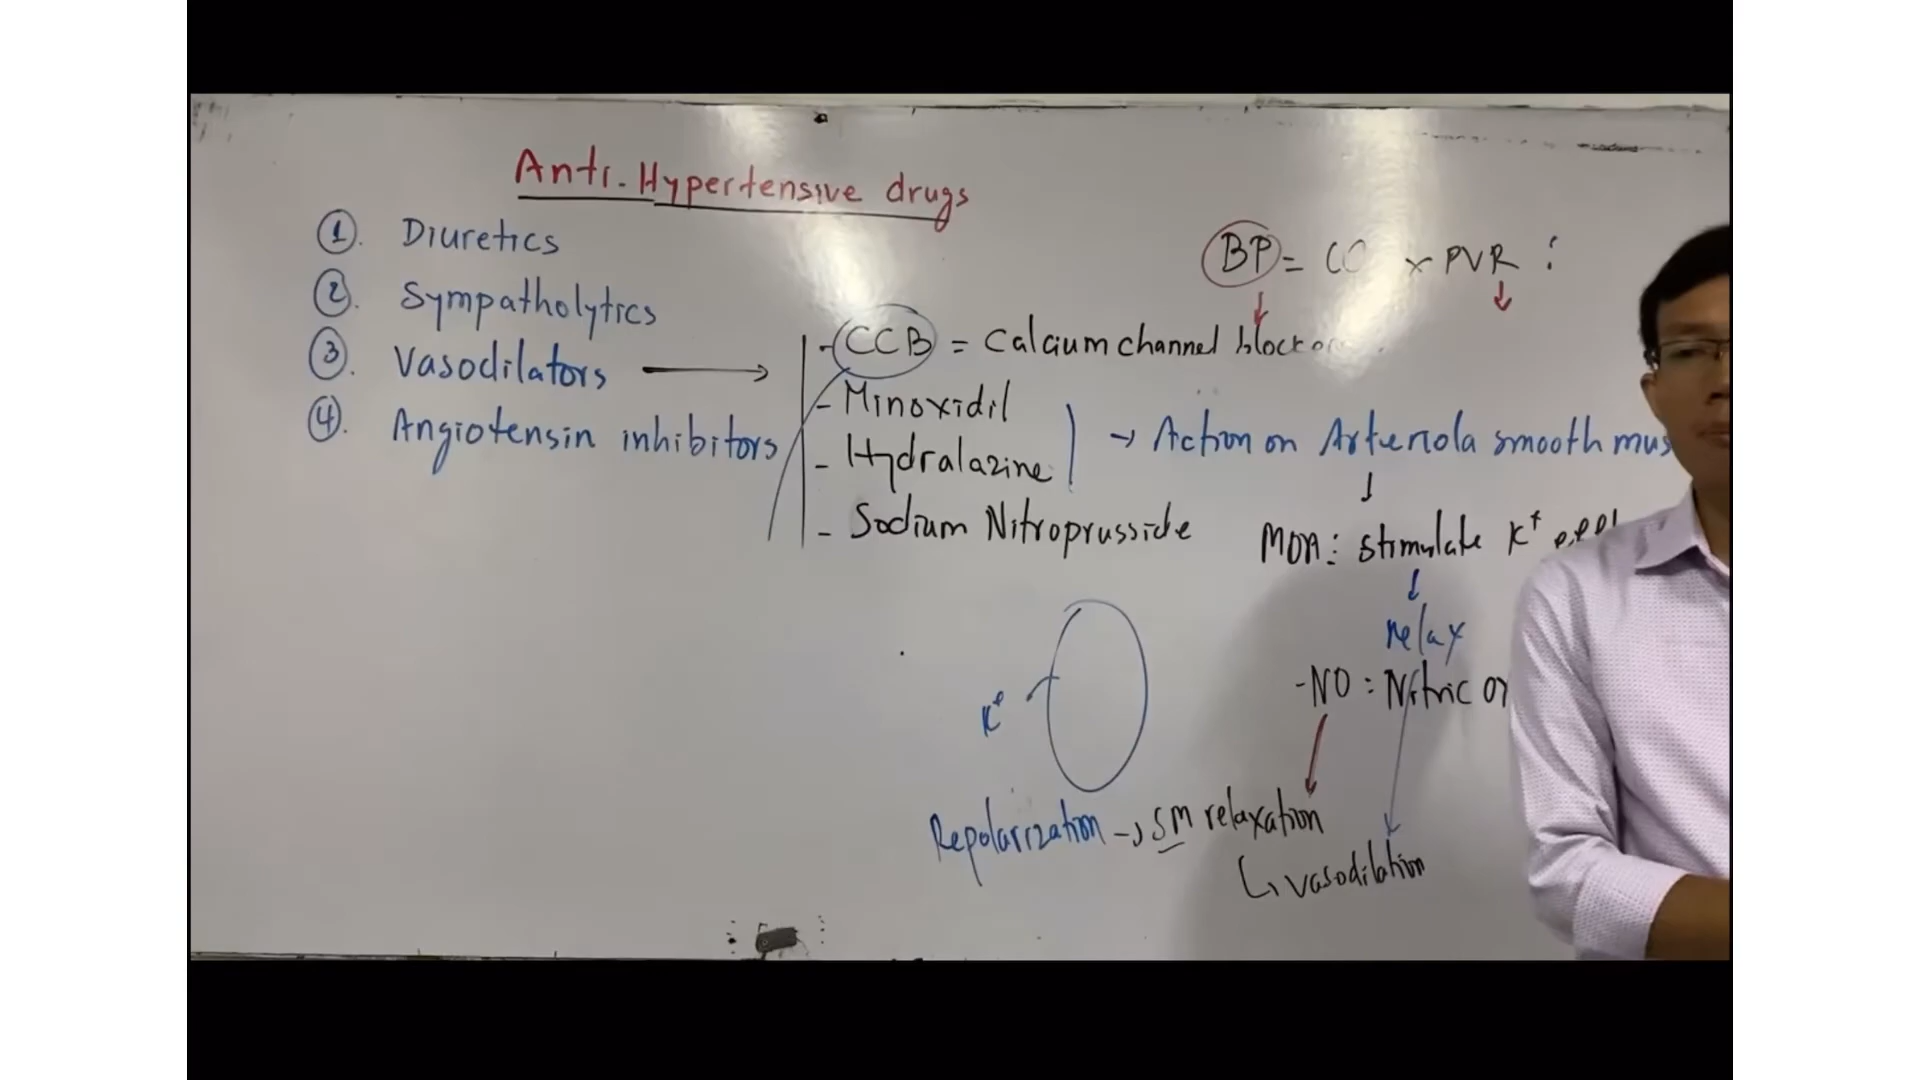 Anti-Hypertensive drugs
① Diuretics
② Sympatholytics
③ Vasodilators →
④ Angiotensin inhibitors
BP = CO × PVR :
↓ ↓
- CCB = Calcium channel blocker
- Minoxidil
- Hydralazine
- Sodium Nitroprusside
→ Action on Arteriola smooth mus
↓
MOA: stimulate K+
↓
relax
- NO : Nitric ox
K+
Repolarization → SM relaxation
↳ vasodilation